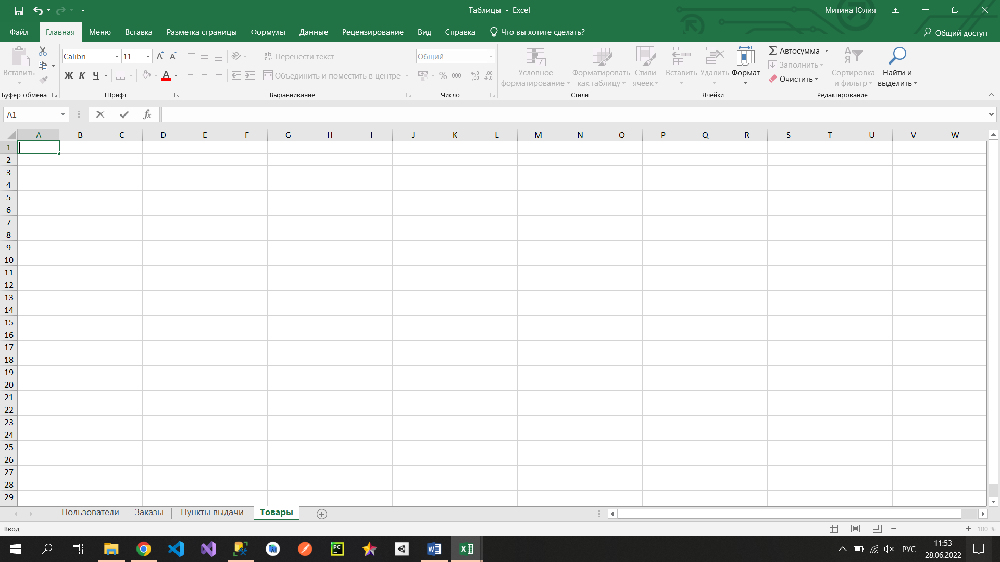 Таблицы - Excel
Митина Юлия
Файл Главная Меню Вставка Разметка страницы Формулы Данные Рецензирование Вид Справка Что вы хотите сделать? Общий доступ
Вставить
Буфер обмена
Calibri 11
Ж К Ч А
Шрифт
Перенести текст
Объединить и поместить в центре
Выравнивание
Общий
% 000
Число
Условное форматирование
Форматировать как таблицу
Стили ячеек
Стили
Вставить Удалить Формат
Ячейки
Автосумма
Заполнить
Очистить
Сортировка и фильтр
Найти и выделить
Редактирование
A1
fx
A B C D E F G H I J K L M N O P Q R S T U V W
1
2
3
4
5
6
7
8
9
10
11
12
13
14
15
16
17
18
19
20
21
22
23
24
25
26
27
28
29
Пользователи Заказы Пункты выдачи Товары
Ввод
100 %
РУС
11:53
28.06.2022